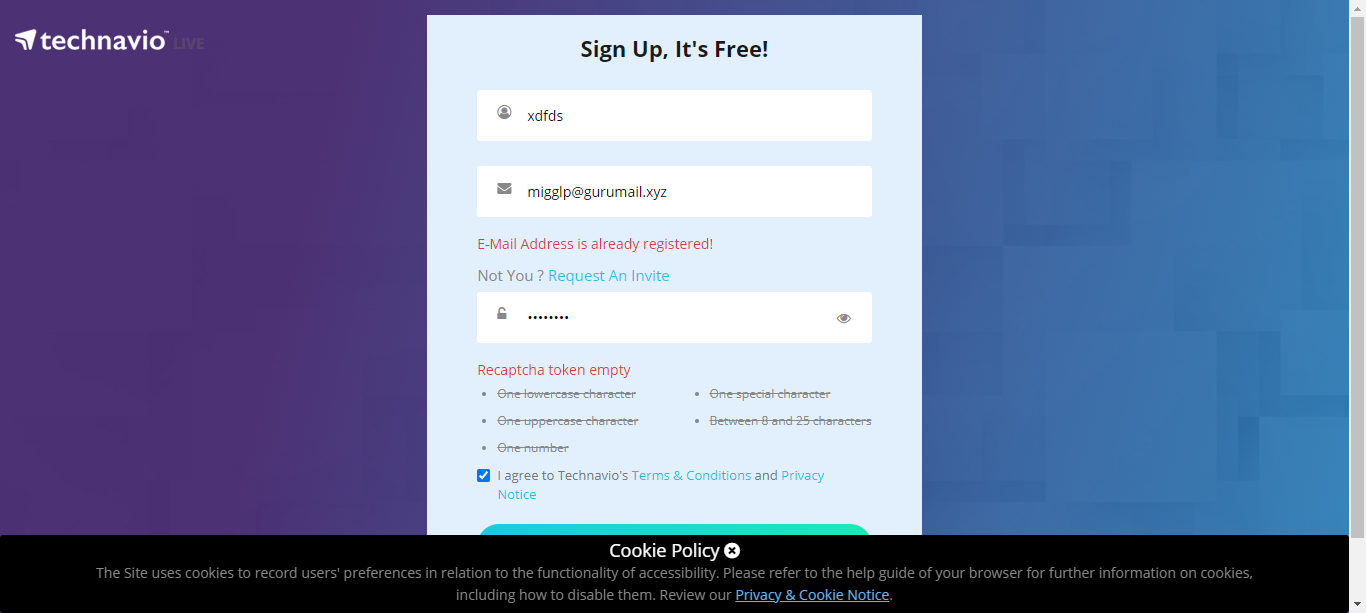 technavio™ LIVE
Sign Up, It's Free!
xdfds
migglp@gurumail.xyz
E-Mail Address is already registered!
Not You ? Request An Invite
••••••••
Recaptcha token empty
• One lowercase character
• One special character
• One uppercase character
• Between 8 and 25 characters
• One number
I agree to Technavio's Terms & Conditions and Privacy
Notice
Cookie Policy
The Site uses cookies to record users' preferences in relation to the functionality of accessibility. Please refer to the help guide of your browser for further information on cookies,
including how to disable them. Review our Privacy & Cookie Notice.